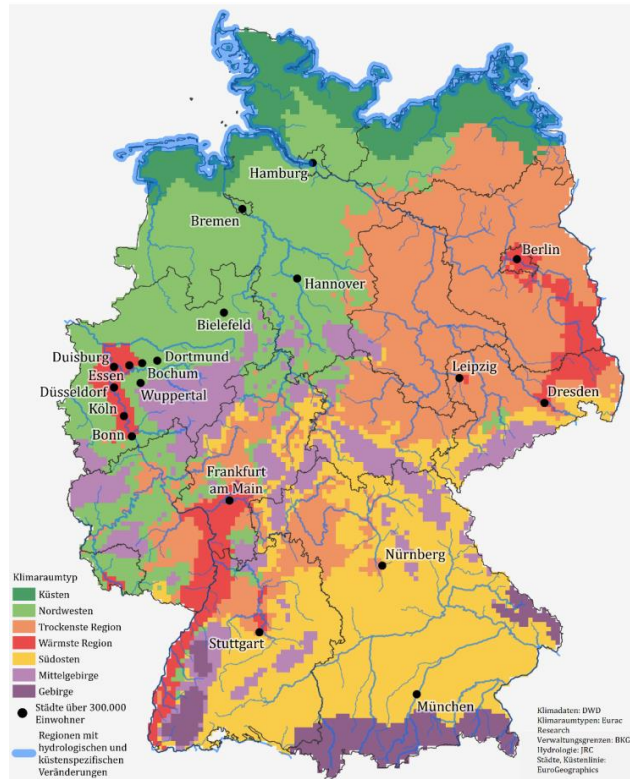 Hamburg
Bremen
Berlin
Hannover
Bielefeld
Duisburg
Dortmund
Essen
Bochum
Düsseldorf
Wuppertal
Köln
Bonn
Leipzig
Dresden
Frankfurt
am Main
Nürnberg
Stuttgart
München
Klimaraumtyp
Küsten
Nordwesten
Trockenste Region
Wärmste Region
Südosten
Mittelgebirge
Gebirge
Städte über 300.000
Einwohner
Regionen mit
hydrologischen und
küstenspezifischen
Veränderungen
Klimadaten: DWD
Klimaraumtypen: Eurac
Research
Verwaltungsgrenzen: BKG
Hydrologie: JRC
Städte, Küstenlinie:
EuroGeographics